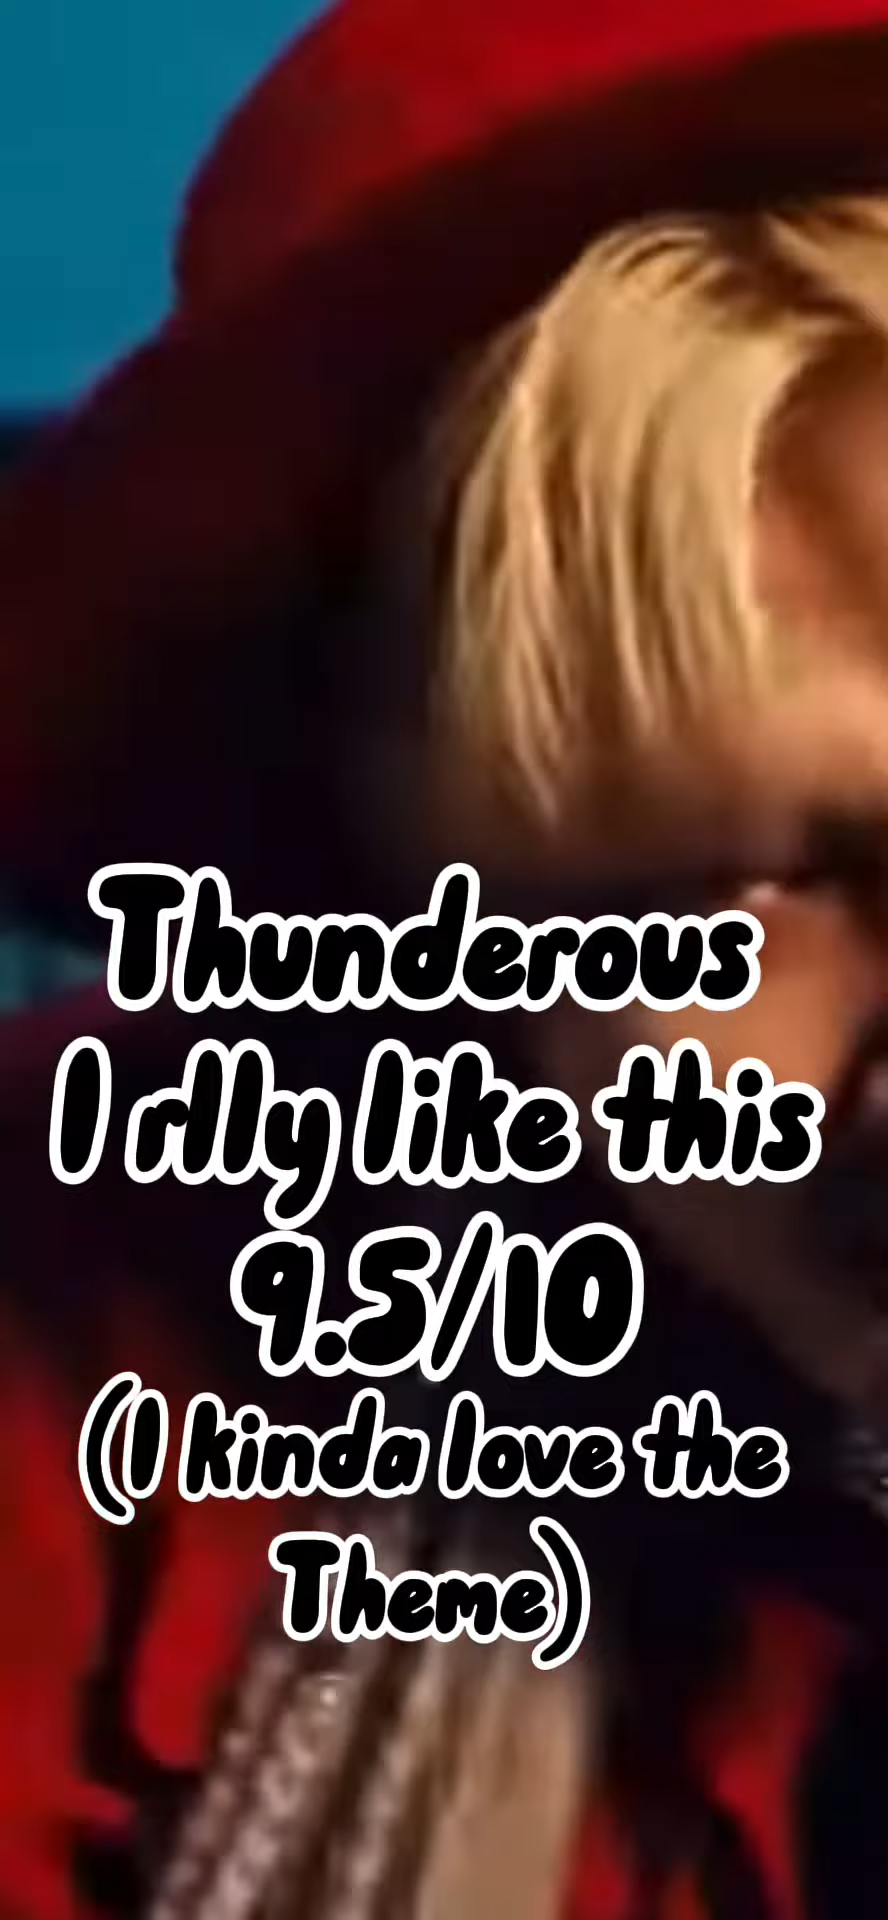 Thunderous
I rlly like this
9.5/10
(I kinda love the
Theme)